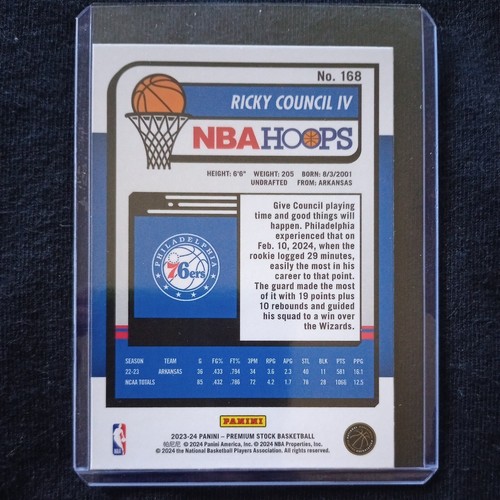 No. 168
RICKY COUNCIL IV
NBA HOOPS
HEIGHT: 6'6" WEIGHT: 205 BORN: 8/3/2001
UNDRAFTED FROM: ARKANSAS
Give Council playing
time and good things will
happen. Philadelphia
experienced that on
Feb. 10, 2024, when the
rookie logged 29 minutes,
easily the most in his
career to that point.
The guard made the most
of it with 19 points plus
10 rebounds and guided
his squad to a win over
the Wizards.
PHILADELPHIA
76ers
SEASON TEAM G FG% FT% 3PM RPG APG STL BLK PTS PPG
22-23 ARKANSAS 36 .433 .794 34 3.6 2.3 40 11 581 16.1
NCAA TOTALS 85 .432 .786 72 4.2 1.7 78 28 1066 12.5
PANINI
2023-24 PANINI – PREMIUM STOCK BASKETBALL
帕尼尼 © 2024 Panini America, Inc. © 2024 NBA Properties, Inc.
© 2024 the National Basketball Players Association. All rights reserved.